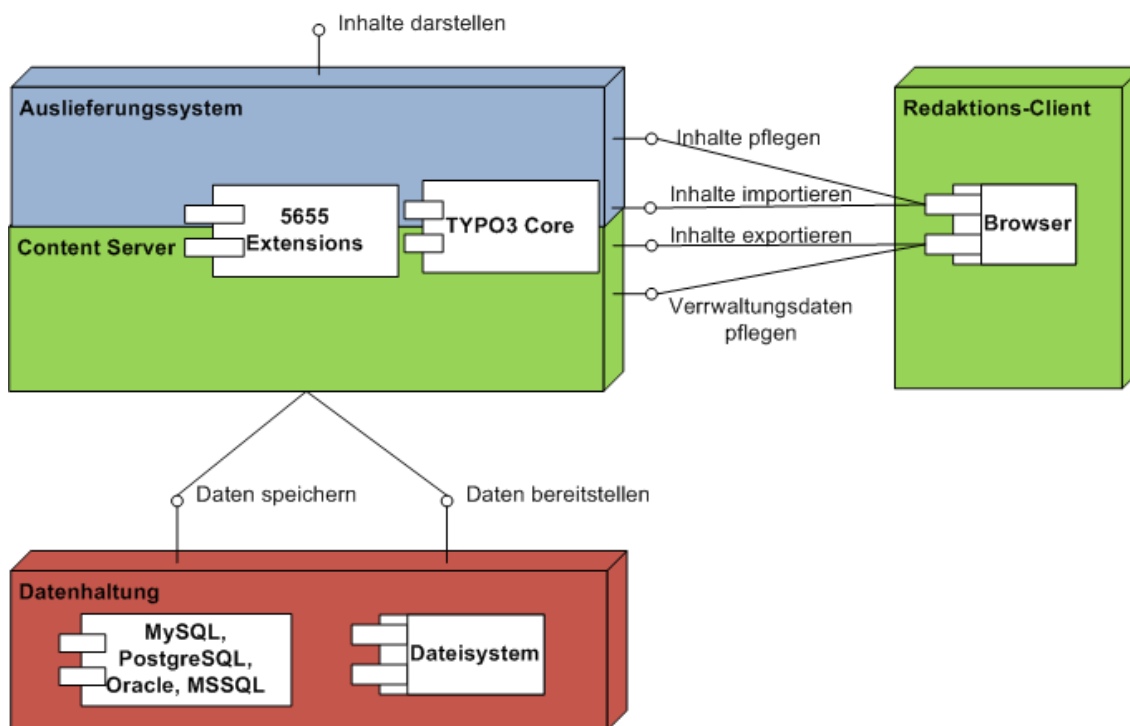 Inhalte darstellen
Auslieferungssystem
Redaktions-Client
Inhalte pflegen
Inhalte importieren
5655
Extensions
TYPO3 Core
Browser
Content Server
Inhalte exportieren
Verrwaltungsdaten
pflegen
Daten speichern
Daten bereitstellen
Datenhaltung
MySQL,
PostgreSQL,
Oracle, MSSQL
Dateisystem